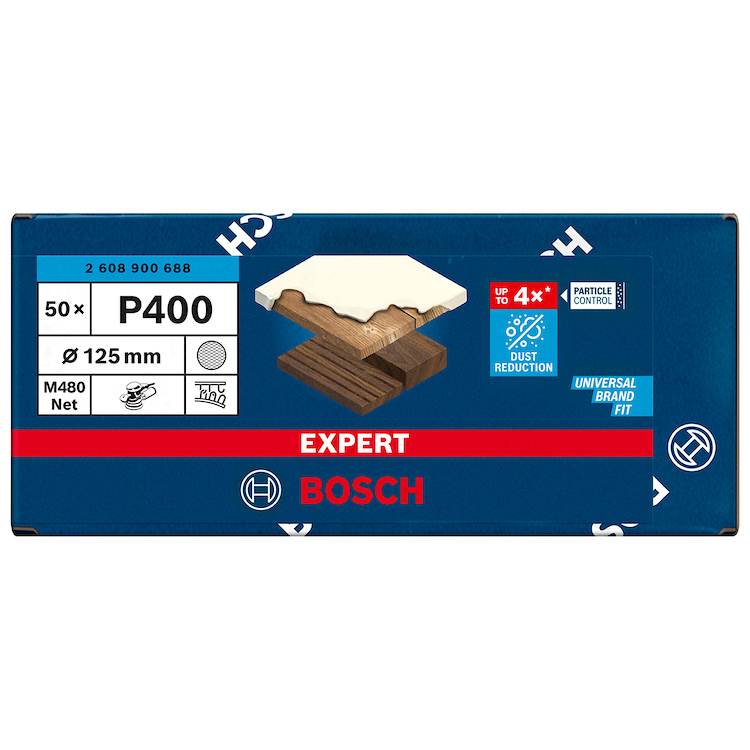 BOSCH
2 608 900 688
50× P400
Ø 125 mm
M480
Net
UP
TO 4×*
PARTICLE
CONTROL
DUST
REDUCTION
UNIVERSAL
BRAND
FIT
EXPERT
BOSCH